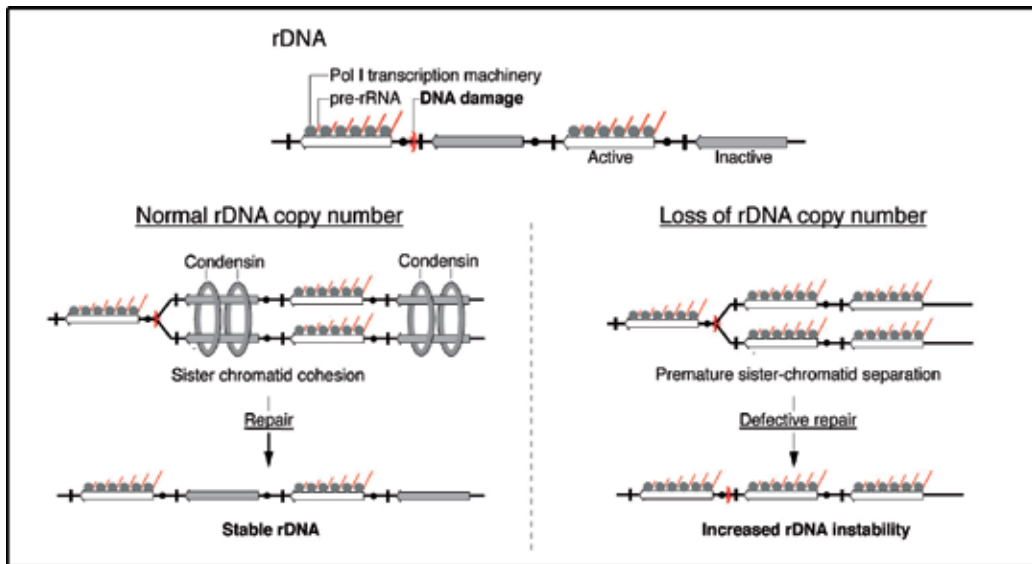 rDNA
Pol I transcription machinery
pre-rRNA DNA damage
Active Inactive
Normal rDNA copy number
Condensin Condensin
Sister chromatid cohesion
Repair
Stable rDNA
Loss of rDNA copy number
Premature sister-chromatid separation
Defective repair
Increased rDNA instability